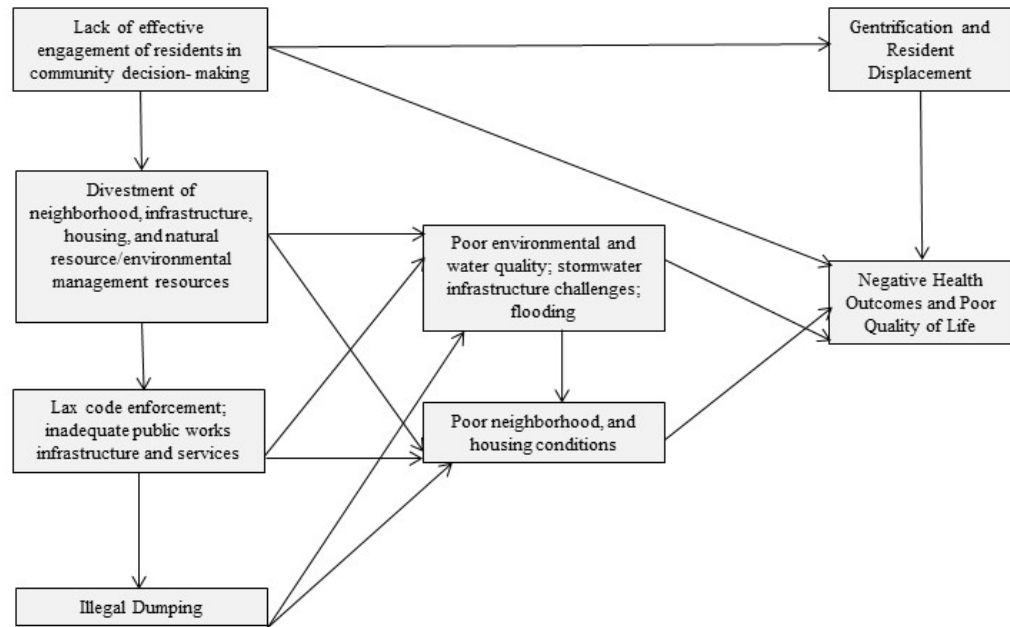 Lack of effective
engagement of residents in
community decision- making
Gentrification and
Resident
Displacement
Divestment of
neighborhood, infrastructure,
housing, and natural
resource/environmental
management resources
Poor environmental and
water quality; stormwater
infrastructure challenges;
flooding
Negative Health
Outcomes and Poor
Quality of Life
Lax code enforcement;
inadequate public works
infrastructure and services
Poor neighborhood, and
housing conditions
Illegal Dumping